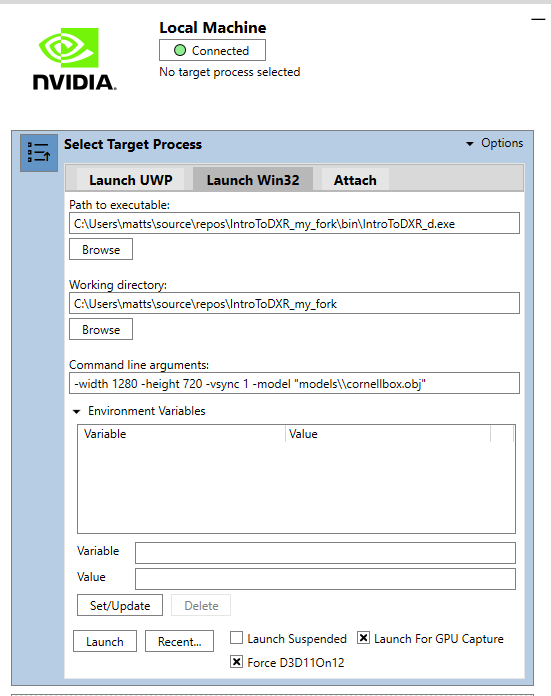 NVIDIA.
Local Machine
Connected
No target process selected
Select Target Process
Options
Launch UWP Launch Win32 Attach
Path to executable:
C:\Users\matts\source\repos\IntroToDXR_my_fork\bin\IntroToDXR_d.exe
Browse
Working directory:
C:\Users\matts\source\repos\IntroToDXR_my_fork
Browse
Command line arguments:
-width 1280 -height 720 -vsync 1 -model "models\\cornellbox.obj"
Environment Variables
Variable Value
Variable
Value
Set/Update Delete
Launch Recent... Launch Suspended Launch For GPU Capture
Force D3D11On12